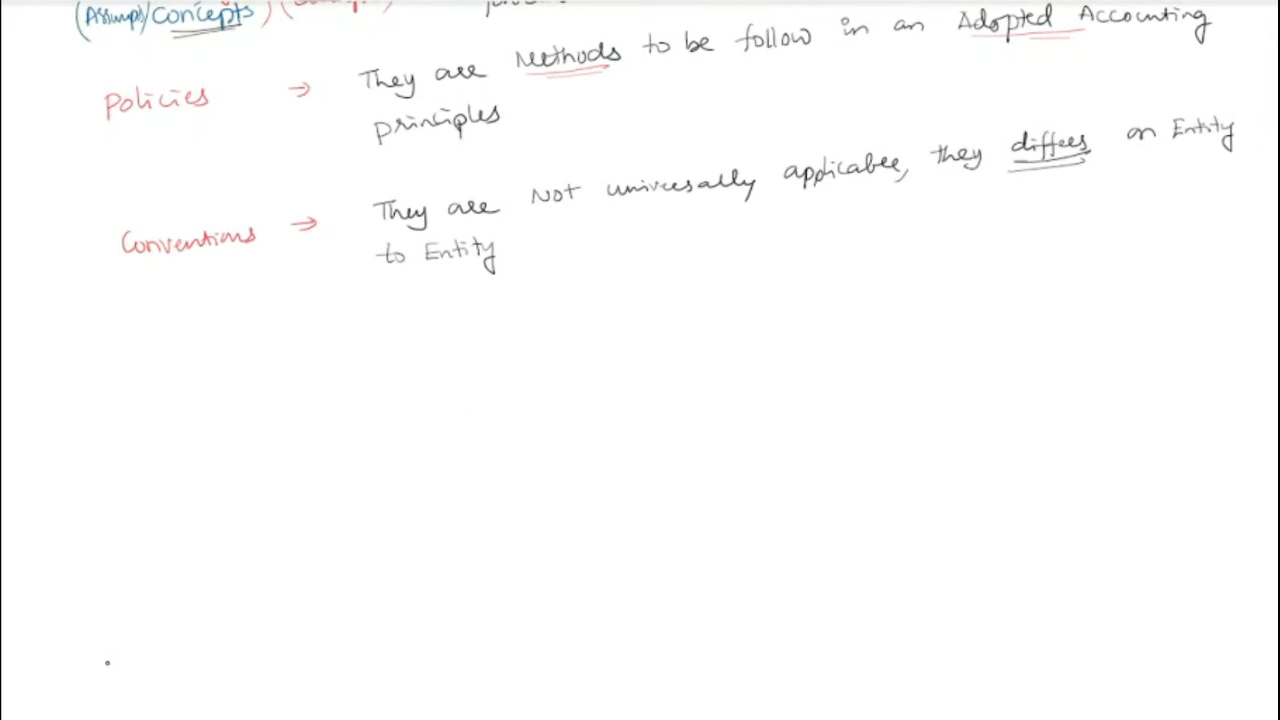 (Assump/Concepts) (
Policies → They are Methods to be follow in an Adopted Accounting
principles
Conventions → They are Not universally applicable, they differs on Entity
to Entity